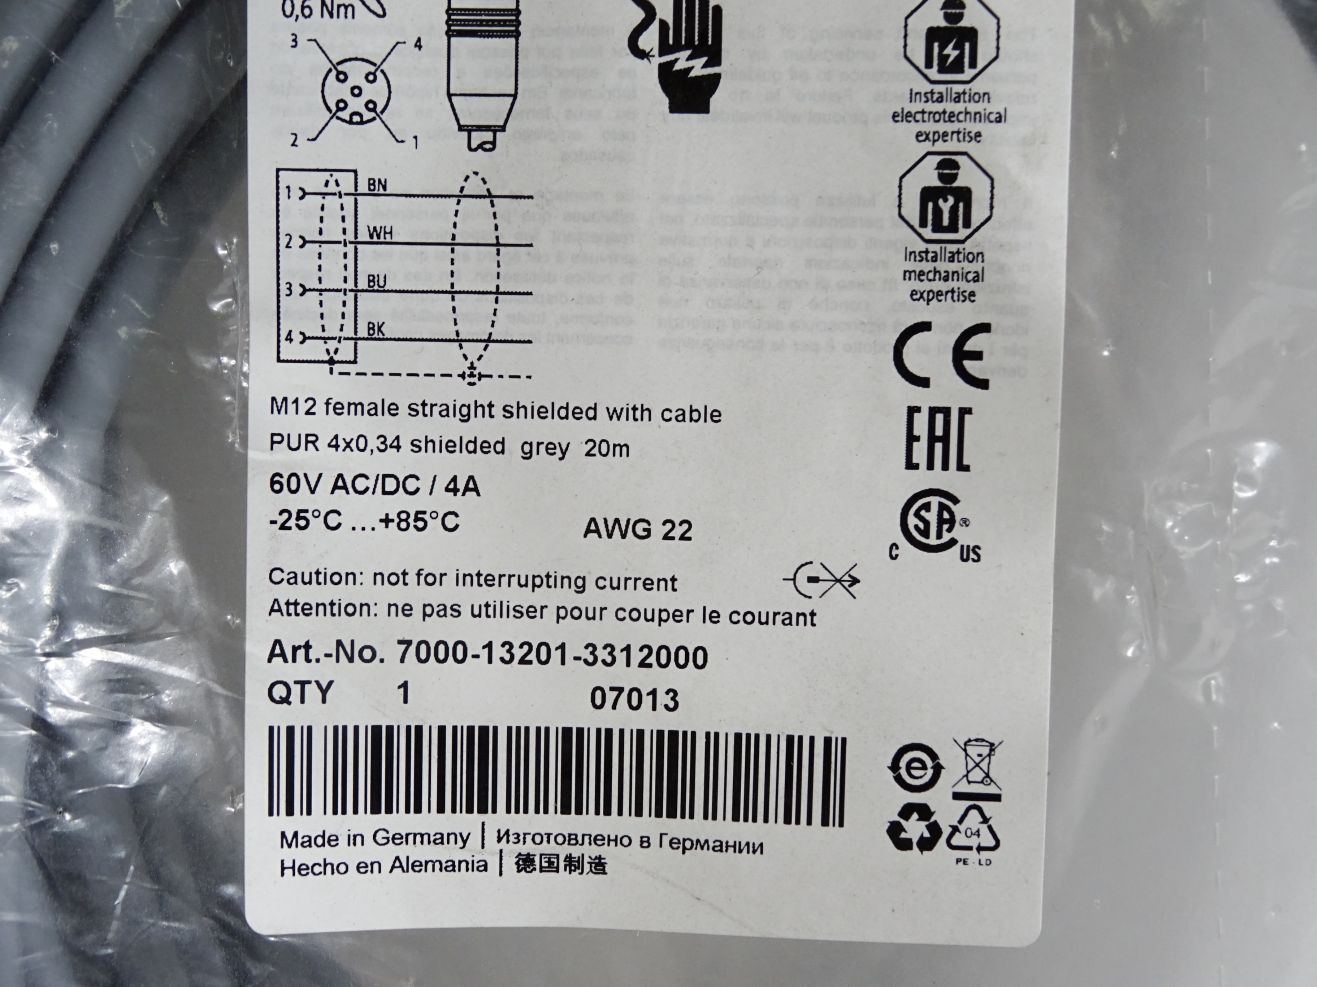 0,6 Nm
3 4
2 1
1 BN
2 WH
3 BU
4 BK
Installation
electrotechnical
expertise
Installation
mechanical
expertise
CE
EAC
M12 female straight shielded with cable
PUR 4x0,34 shielded grey 20m
60V AC/DC / 4A
-25°C ...+85°C AWG 22
C SA® US
Caution: not for interrupting current
Attention: ne pas utiliser pour couper le courant
Art.-No. 7000-13201-3312000
QTY 1 07013
e
Made in Germany | Изготовлено в Германии
Hecho en Alemania | 德国制造
04
PE-LD